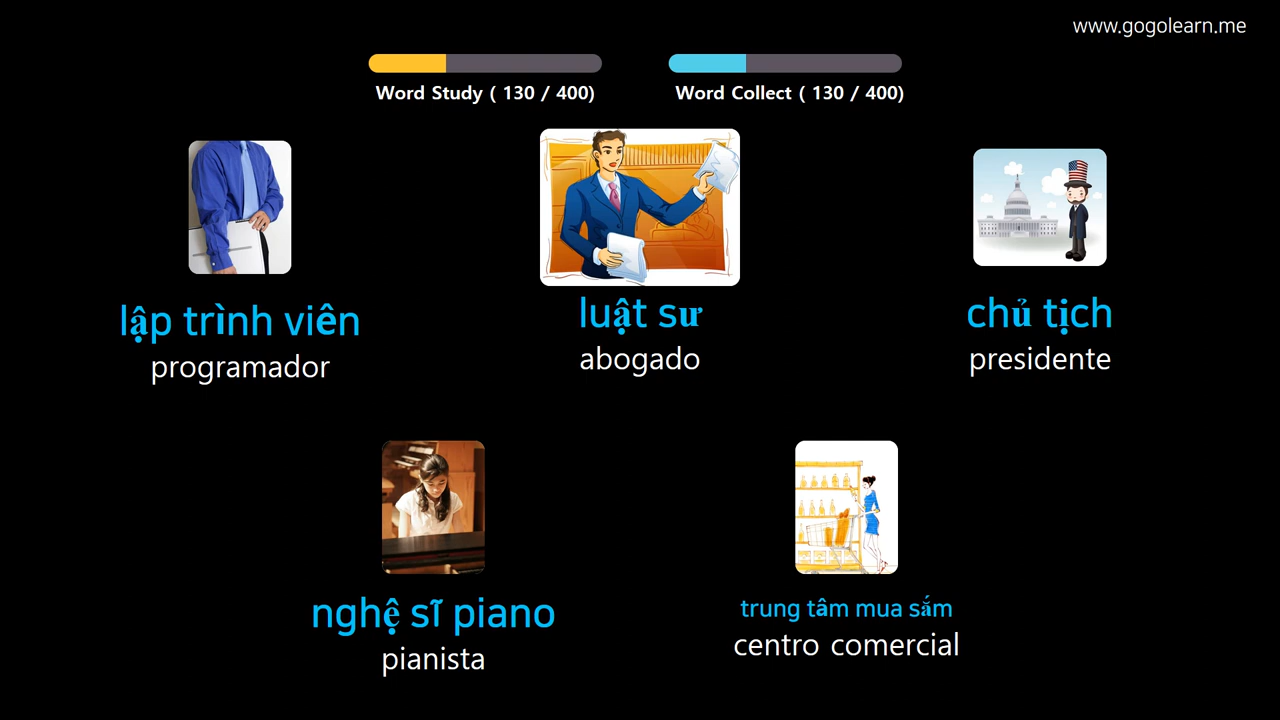 www.gogolearn.me
Word Study ( 130 / 400)
Word Collect ( 130 / 400)
lập trình viên
programador
luật sư
abogado
chủ tịch
presidente
nghệ sĩ piano
pianista
trung tâm mua sắm
centro comercial